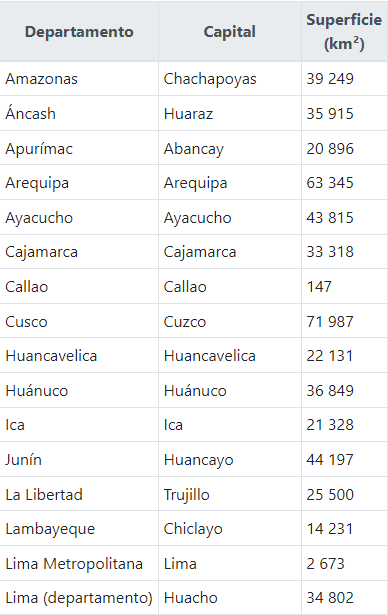 Departamento Capital Superficie (km²)
Amazonas Chachapoyas 39 249
Áncash Huaraz 35 915
Apurímac Abancay 20 896
Arequipa Arequipa 63 345
Ayacucho Ayacucho 43 815
Cajamarca Cajamarca 33 318
Callao Callao 147
Cusco Cuzco 71 987
Huancavelica Huancavelica 22 131
Huánuco Huánuco 36 849
Ica Ica 21 328
Junín Huancayo 44 197
La Libertad Trujillo 25 500
Lambayeque Chiclayo 14 231
Lima Metropolitana Lima 2 673
Lima (departamento) Huacho 34 802